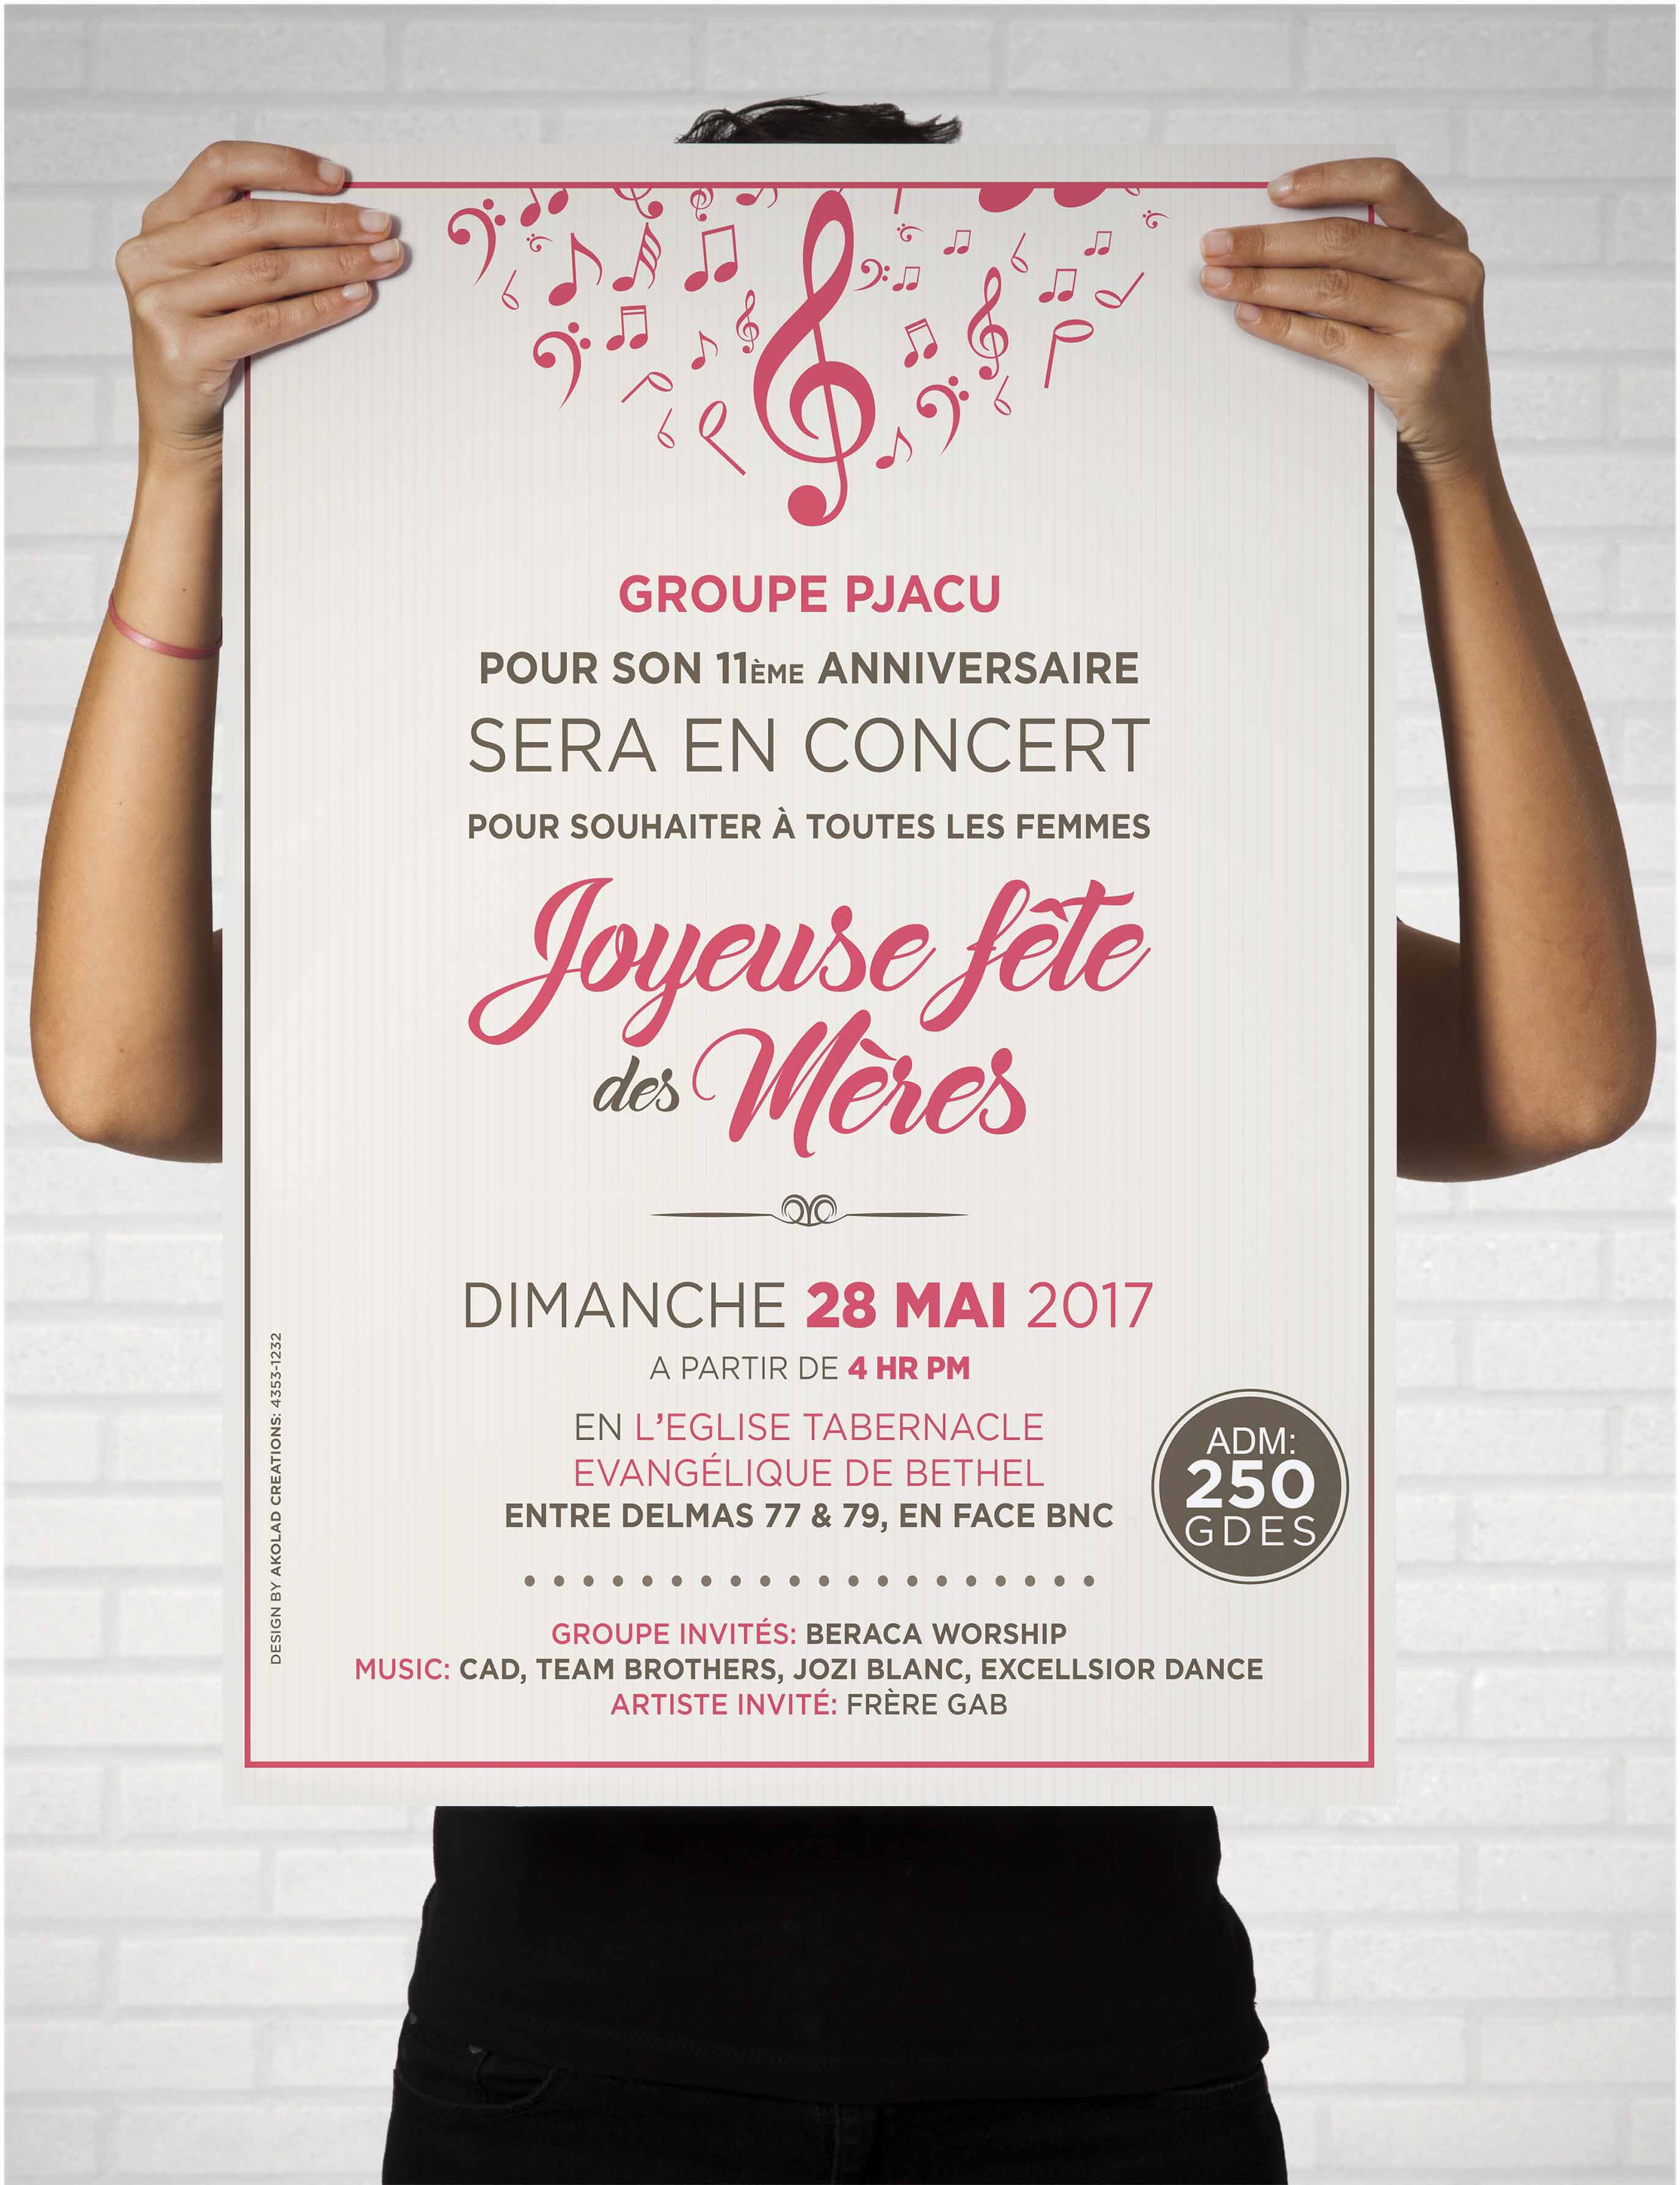 GROUPE PJACU
POUR SON 11ÈME ANNIVERSAIRE
SERA EN CONCERT
POUR SOUHAITER À TOUTES LES FEMMES
Joyeuse fête
des Mères
DIMANCHE 28 MAI 2017
A PARTIR DE 4 HR PM
EN L'EGLISE TABERNACLE
EVANGÉLIQUE DE BETHEL
ENTRE DELMAS 77 & 79, EN FACE BNC
ADM:
250
GDES
GROUPE INVITÉS: BERACA WORSHIP
MUSIC: CAD, TEAM BROTHERS, JOZI BLANC, EXCELLSIOR DANCE
ARTISTE INVITÉ: FRÈRE GAB
DESIGN BY AKOLAD CREATIONS: 4353-1232